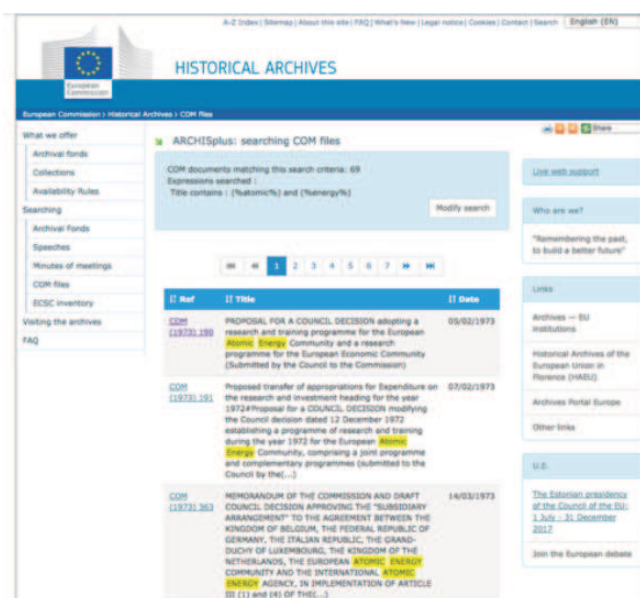 A-Z Index | Sitemap | About this site | FAQ | What's New | Legal notice | Cookies | Contact | Search English (EN)
HISTORICAL ARCHIVES
European
Commission
European Commission > Historical Archives > COM files
What we offer
Archival fonds
Collections
Availability Rules
Searching
Archival Fonds
Speeches
Minutes of meetings
COM files
ECSC inventory
Visiting the archives
FAQ
ARCHISplus: searching COM files
COM documents matching this search criteria: 69
Expressions searched :
Title contains : (%atomic%) and (%energy%)
Modify search
1 2 3 4 5 6 7
Ref Title Date
COM (1973) 190
PROPOSAL FOR A COUNCIL DECISION adopting a
research and training programme for the European
Atomic Energy Community and a research
programme for the European Economic Community
(Submitted by the Council to the Commission)
05/02/1973
COM (1973) 191
Proposed transfer of appropriations for Expenditure on
the research and investment heading for the year
1972#Proposal for a COUNCIL DECISION modifying
the Council decision dated 12 December 1972
establishing a programme of research and training
during the year 1972 for the European Atomic
Energy Community, comprising a joint programme
and complementary programmes (submitted to the
Council by the(...)
07/02/1973
COM (1973) 363
MEMORANDUM OF THE COMMISSION AND DRAFT
COUNCIL DECISION APPROVING THE "SUBSIDIARY
ARRANGEMENT" TO THE AGREEMENT BETWEEN THE
KINGDOM OF BELGIUM, THE FEDERAL REPUBLIC OF
GERMANY, THE ITALIAN REPUBLIC, THE GRAND-
DUCHY OF LUXEMBOURG, THE KINGDOM OF THE
NETHERLANDS, THE EUROPEAN ATOMIC ENERGY
COMMUNITY AND THE INTERNATIONAL ATOMIC
ENERGY AGENCY, IN IMPLEMENTATION OF ARTICLE
III (1) and (4) OF THE(...)
14/03/1973
Share
Live web support
Who are we?
"Remembering the past,
to build a better future"
Links
Archives — EU
institutions
Historical Archives of the
European Union in
Florence (HAEU)
Archives Portal Europe
Other links
U.E.
The Estonian presidency
of the Council of the EU:
1 July - 31 December
2017
Join the European debate